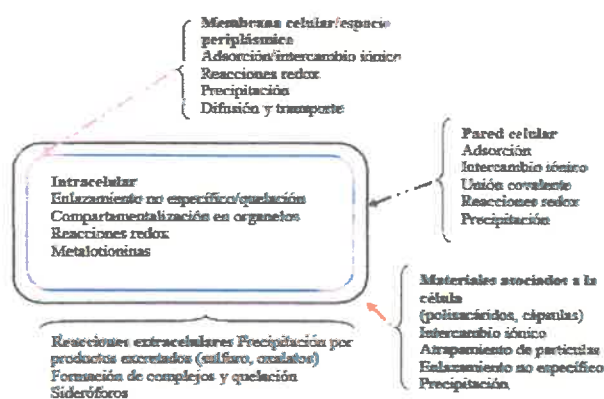 Membrana celular/espacio
periplásmico
Adsorción/intercambio iónico
Reacciones redox
Precipitación
Difusión y transporte
Pared celular
Adsorción
Intercambio iónico
Unión covalente
Reacciones redox
Precipitación
Intracelular
Enlazamiento no específico/quelación
Compartamentalización en organelos
Reacciones redox
Metalotioninas
Materiales asociados a la
célula
(polisacáridos, cápsulas)
Intercambio iónico
Atrapamiento de partículas
Enlazamiento no específico
Precipitación
Reacciones extracelulares Precipitación por
productos excretados (sulfuro, oxalatos)
Formación de complejos y quelación
Sideróforos